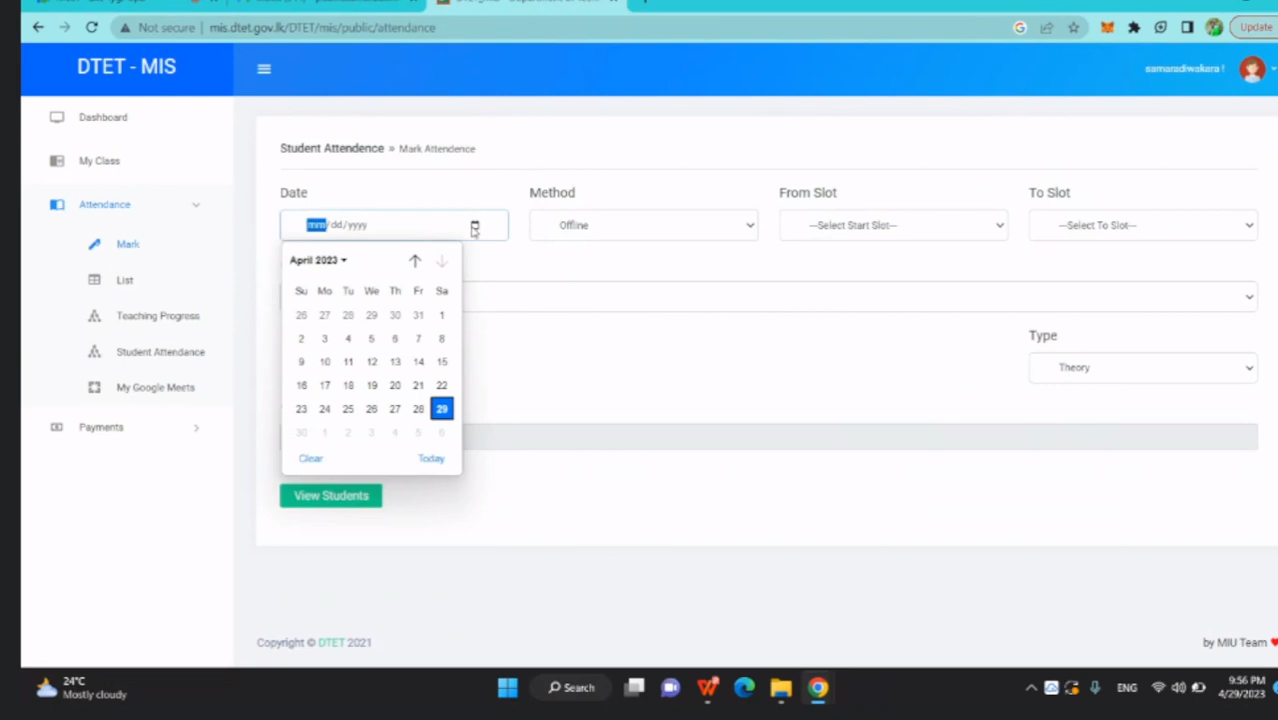 Not secure | mis.dtet.gov.lk/DTET/mis/public/attendance
Update
DTET - MIS
samaradiwakara !
Dashboard
My Class
Attendance
Mark
List
Teaching Progress
Student Attendance
My Google Meets
Payments
Student Attendence » Mark Attendence
Date
Method
From Slot
To Slot
mm/dd/yyyy
Offline
---Select Start Slot---
---Select To Slot---
April 2023
Su Mo Tu We Th Fr Sa
26 27 28 29 30 31 1
2 3 4 5 6 7 8
9 10 11 12 13 14 15
16 17 18 19 20 21 22
23 24 25 26 27 28 29
30 1 2 3 4 5 6
Clear Today
Type
Theory
View Students
Copyright © DTET 2021
by MIU Team
24°C
Mostly cloudy
Search
ENG
9:56 PM
4/29/2023